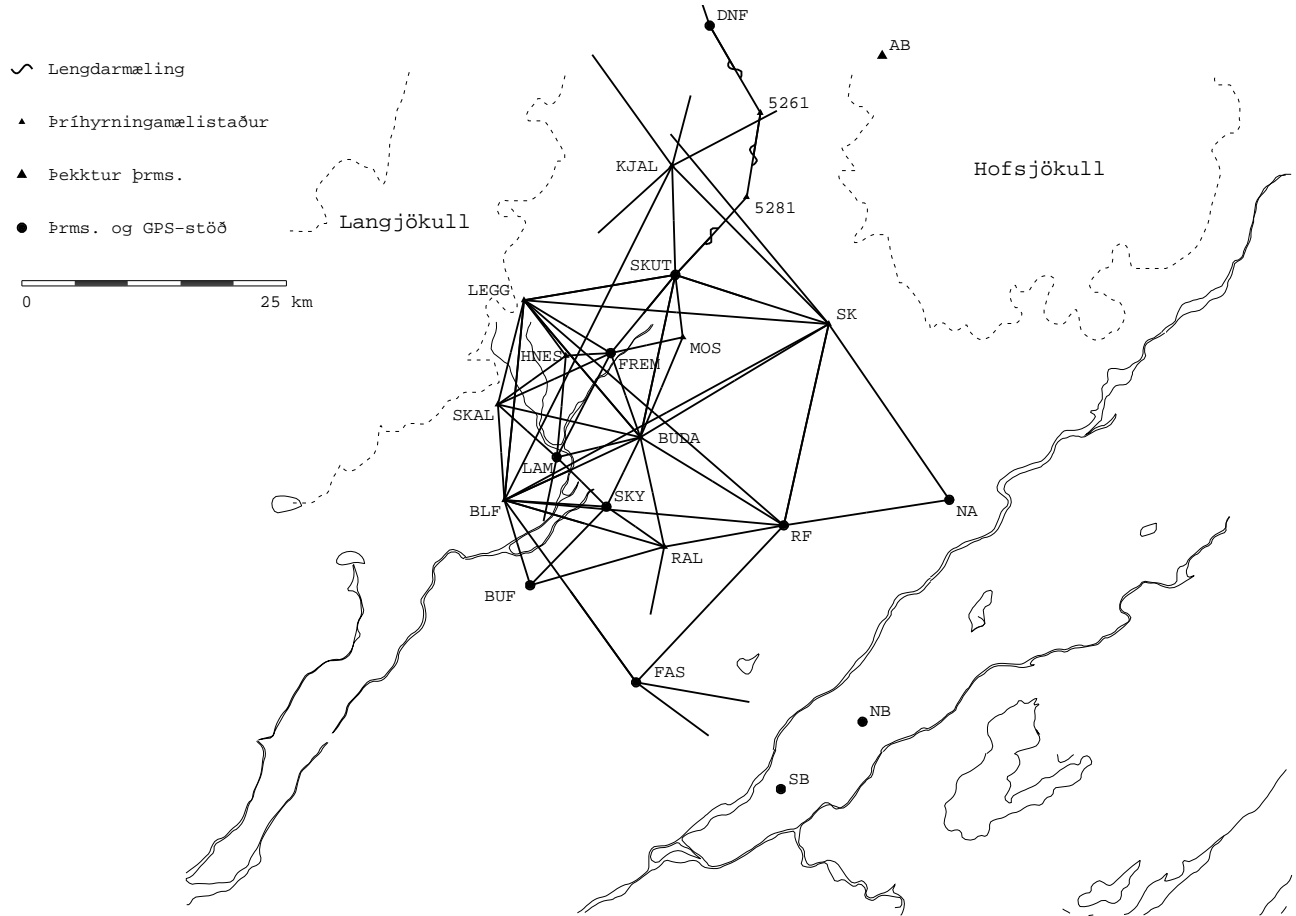 DNF
AB
Lengdarmæling
5261
Þríhyrningamælistaður
KJAL
Hofsjökull
Þekktur þrms.
5281
Langjökull
Þrms. og GPS-stöð
SKUT
LEGG
0 25 km
SK
MOS
HNES
FREM
SKAL
BUDA
LAM
SKY
BLF
NA
RF
RAL
BUF
FAS
NB
SB